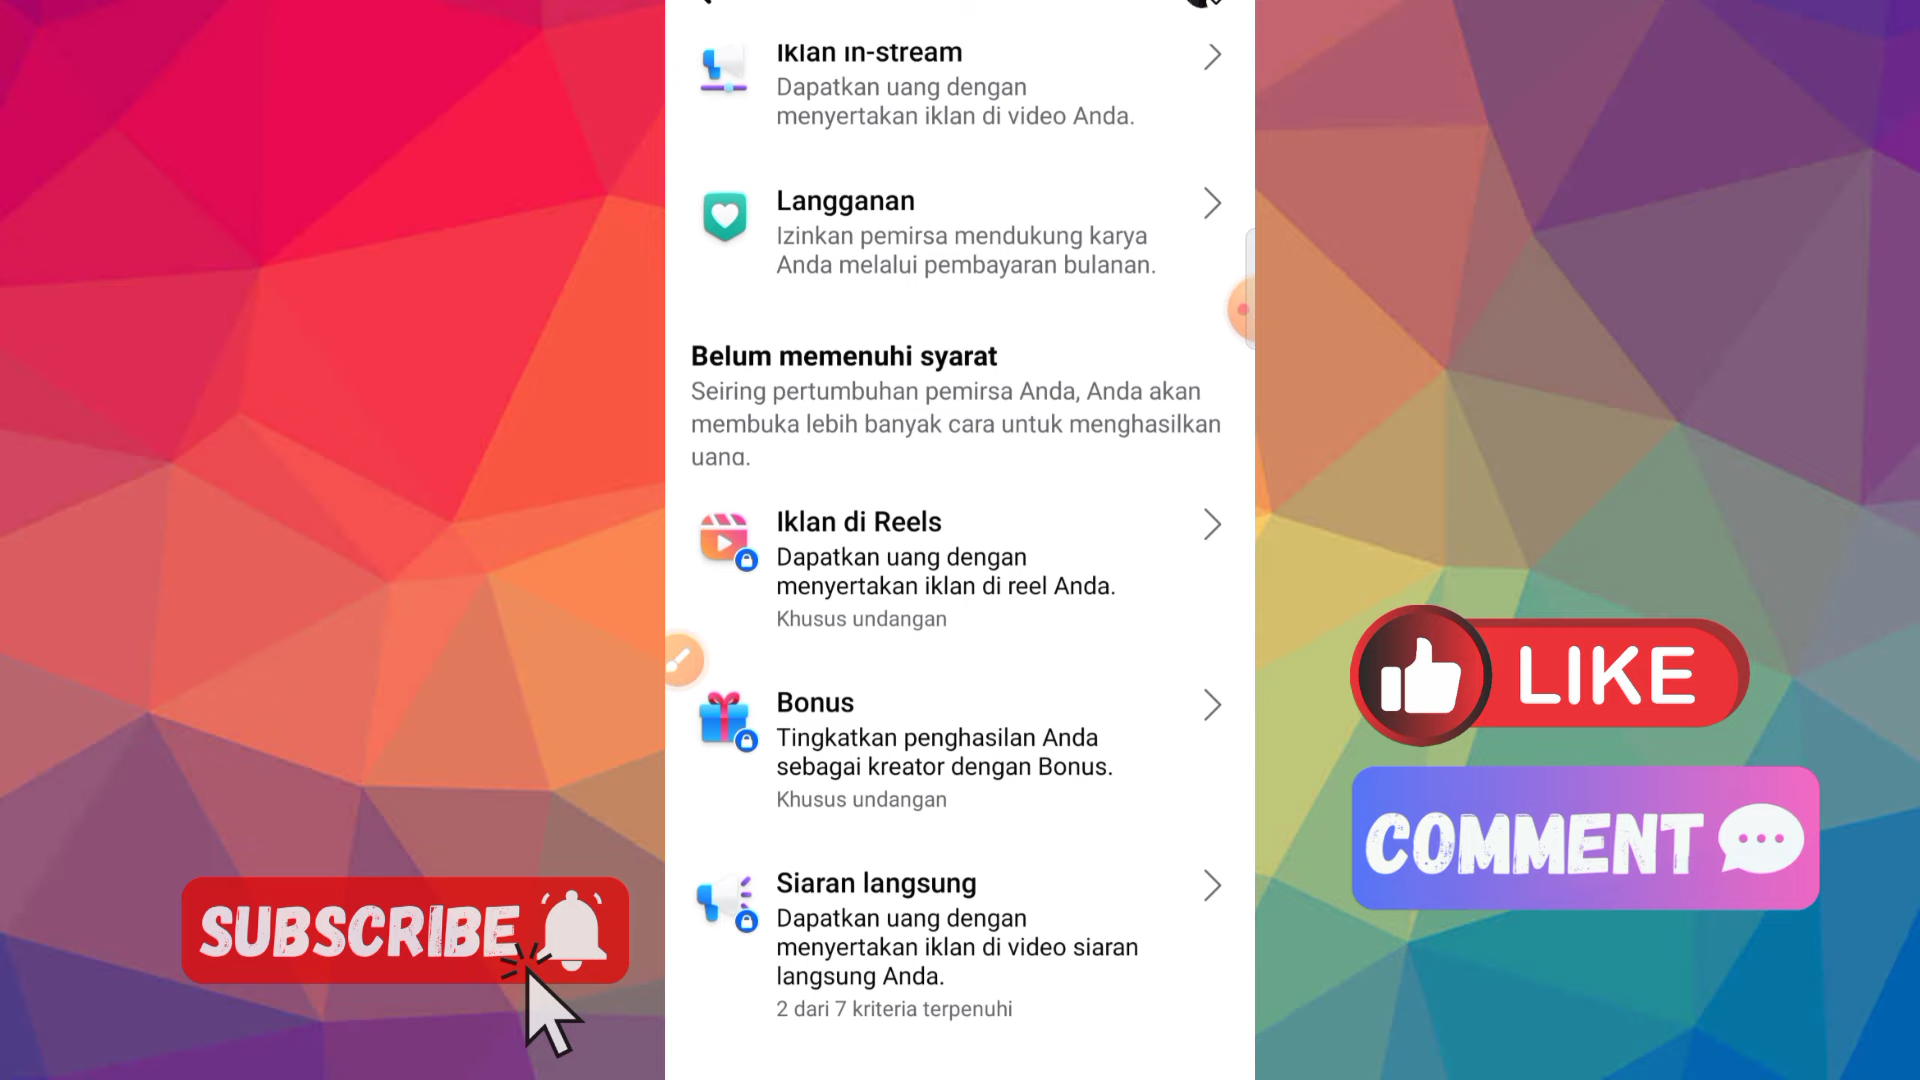 Iklan in-stream
Dapatkan uang dengan
menyertakan iklan di video Anda.
Langganan
Izinkan pemirsa mendukung karya
Anda melalui pembayaran bulanan.
Belum memenuhi syarat
Seiring pertumbuhan pemirsa Anda, Anda akan
membuka lebih banyak cara untuk menghasilkan
uang.
Iklan di Reels
Dapatkan uang dengan
menyertakan iklan di reel Anda.
Khusus undangan
Bonus
Tingkatkan penghasilan Anda
sebagai kreator dengan Bonus.
Khusus undangan
Siaran langsung
Dapatkan uang dengan
menyertakan iklan di video siaran
langsung Anda.
2 dari 7 kriteria terpenuhi
SUBSCRIBE
LIKE
COMMENT